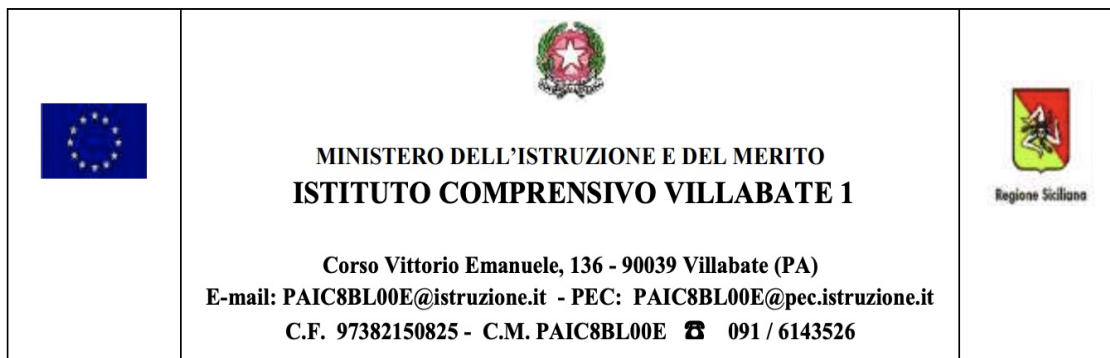 MINISTERO DELL’ISTRUZIONE E DEL MERITO
ISTITUTO COMPRENSIVO VILLABATE 1
Regione Siciliana
Corso Vittorio Emanuele, 136 - 90039 Villabate (PA)
E-mail: PAIC8BL00E@istruzione.it - PEC: PAIC8BL00E@pec.istruzione.it
C.F. 97382150825 - C.M. PAIC8BL00E ☎ 091 / 6143526